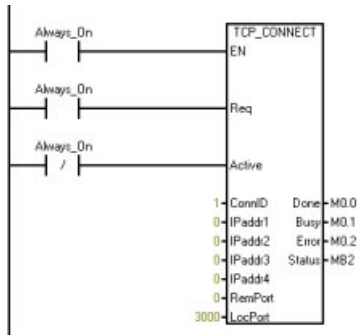 Always_On
TCP_CONNECT
EN
Always_On
Req
Always_On
/
Active
1 ConnID Done M0.0
0 IPaddr1 Busy M0.1
0 IPaddr2 Error M0.2
0 IPaddr3 Status MB2
0 IPaddr4
0 RemPort
3000 LocPort